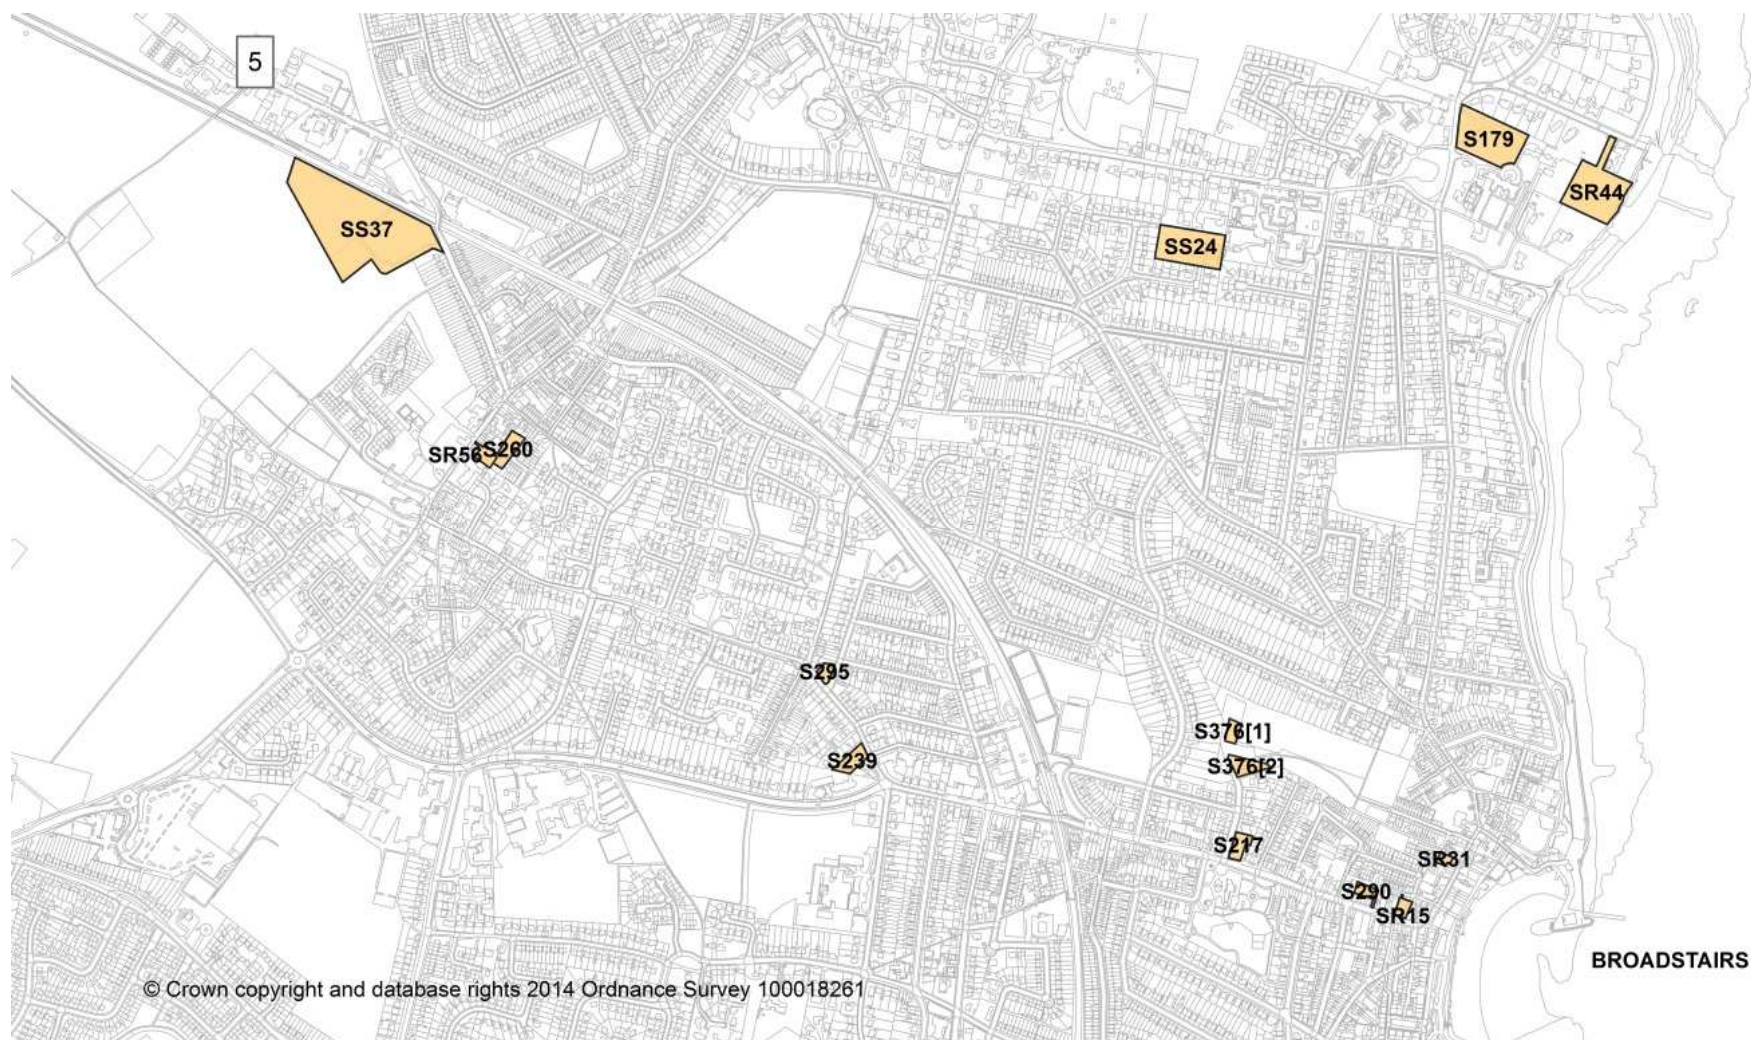 5
S179
SR44
SS37
SS24
SR56
S260
S295
S376[1]
S239
S376[2]
S217
SR31
S290
SR15
BROADSTAIRS
© Crown copyright and database rights 2014 Ordnance Survey 100018261